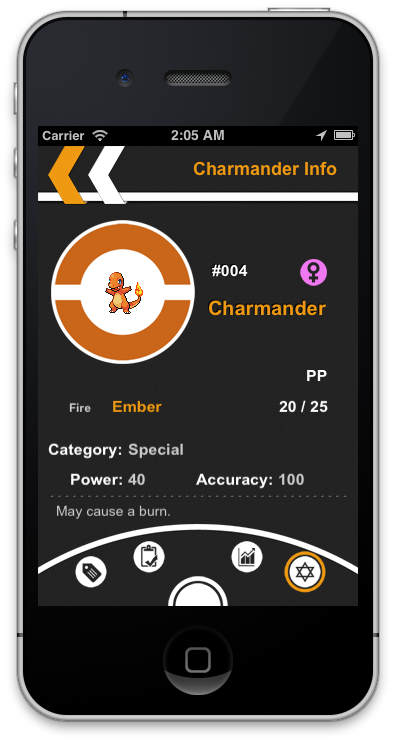 Carrier 2:05 AM
Charmander Info
#004
Charmander
PP
Fire Ember 20 / 25
Category: Special
Power: 40 Accuracy: 100
May cause a burn.